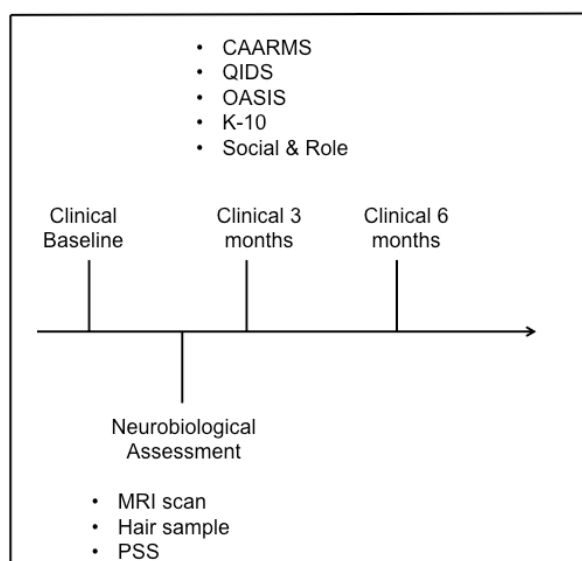 • CAARMS
• QIDS
• OASIS
• K-10
• Social & Role
Clinical
Baseline
Clinical 3
months
Clinical 6
months
Neurobiological
Assessment
• MRI scan
• Hair sample
• PSS